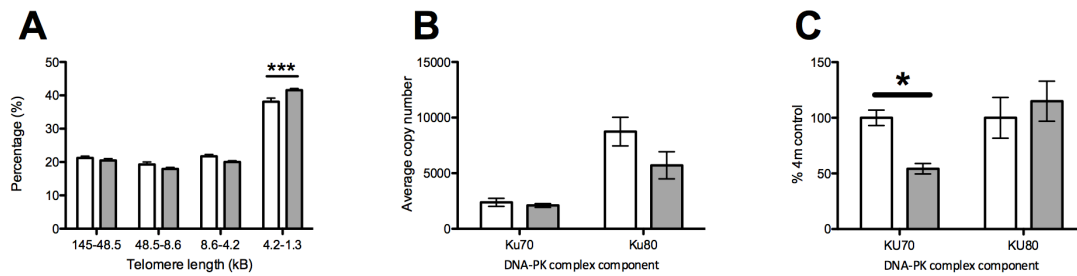 A
Percentage (%)
50
40
30
20
10
0
***
145-48.5 48.5-8.6 8.6-4.2 4.2-1.3
Telomere length (kB)
B
Average copy number
15000
10000
5000
0
Ku70 Ku80
DNA-PK complex component
C
% 4m control
150
100
50
0
*
KU70 KU80
DNA-PK complex component